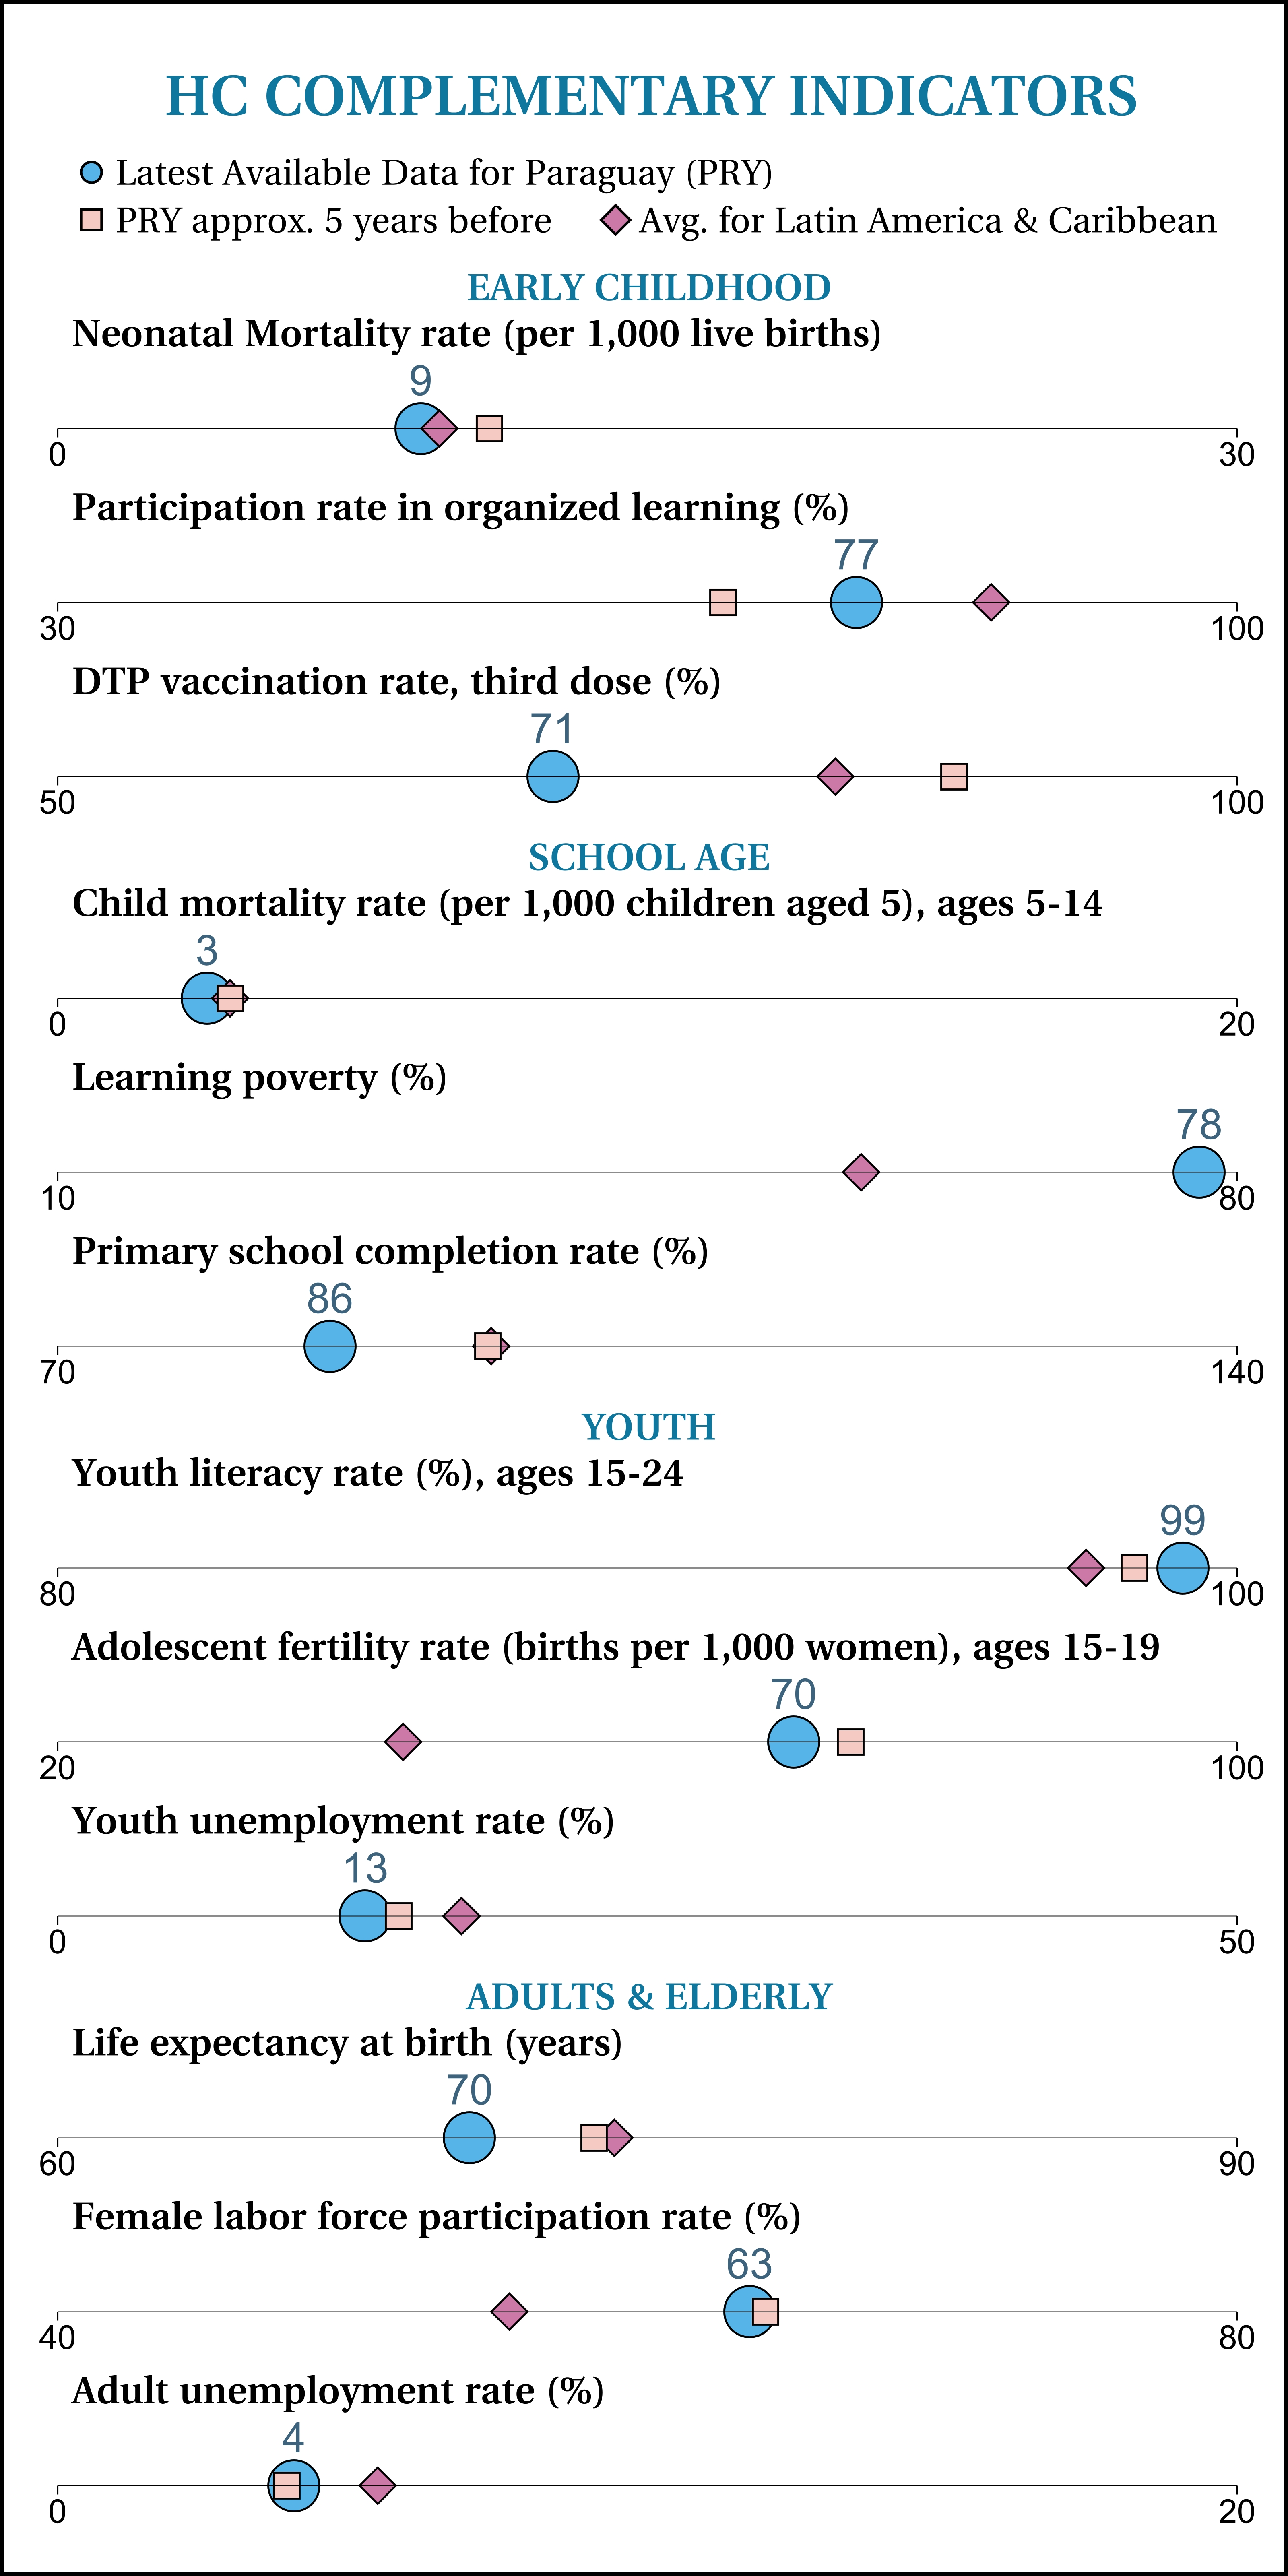 HC COMPLEMENTARY INDICATORS
Latest Available Data for Paraguay (PRY)
PRY approx. 5 years before Avg. for Latin America & Caribbean
EARLY CHILDHOOD
Neonatal Mortality rate (per 1,000 live births)
9
0 30
Participation rate in organized learning (%)
77
30 100
DTP vaccination rate, third dose (%)
71
50 100
SCHOOL AGE
Child mortality rate (per 1,000 children aged 5), ages 5-14
3
0 20
Learning poverty (%)
78
10 80
Primary school completion rate (%)
86
70 140
YOUTH
Youth literacy rate (%), ages 15-24
99
80 100
Adolescent fertility rate (births per 1,000 women), ages 15-19
70
20 100
Youth unemployment rate (%)
13
0 50
ADULTS & ELDERLY
Life expectancy at birth (years)
70
60 90
Female labor force participation rate (%)
63
40 80
Adult unemployment rate (%)
4
0 20